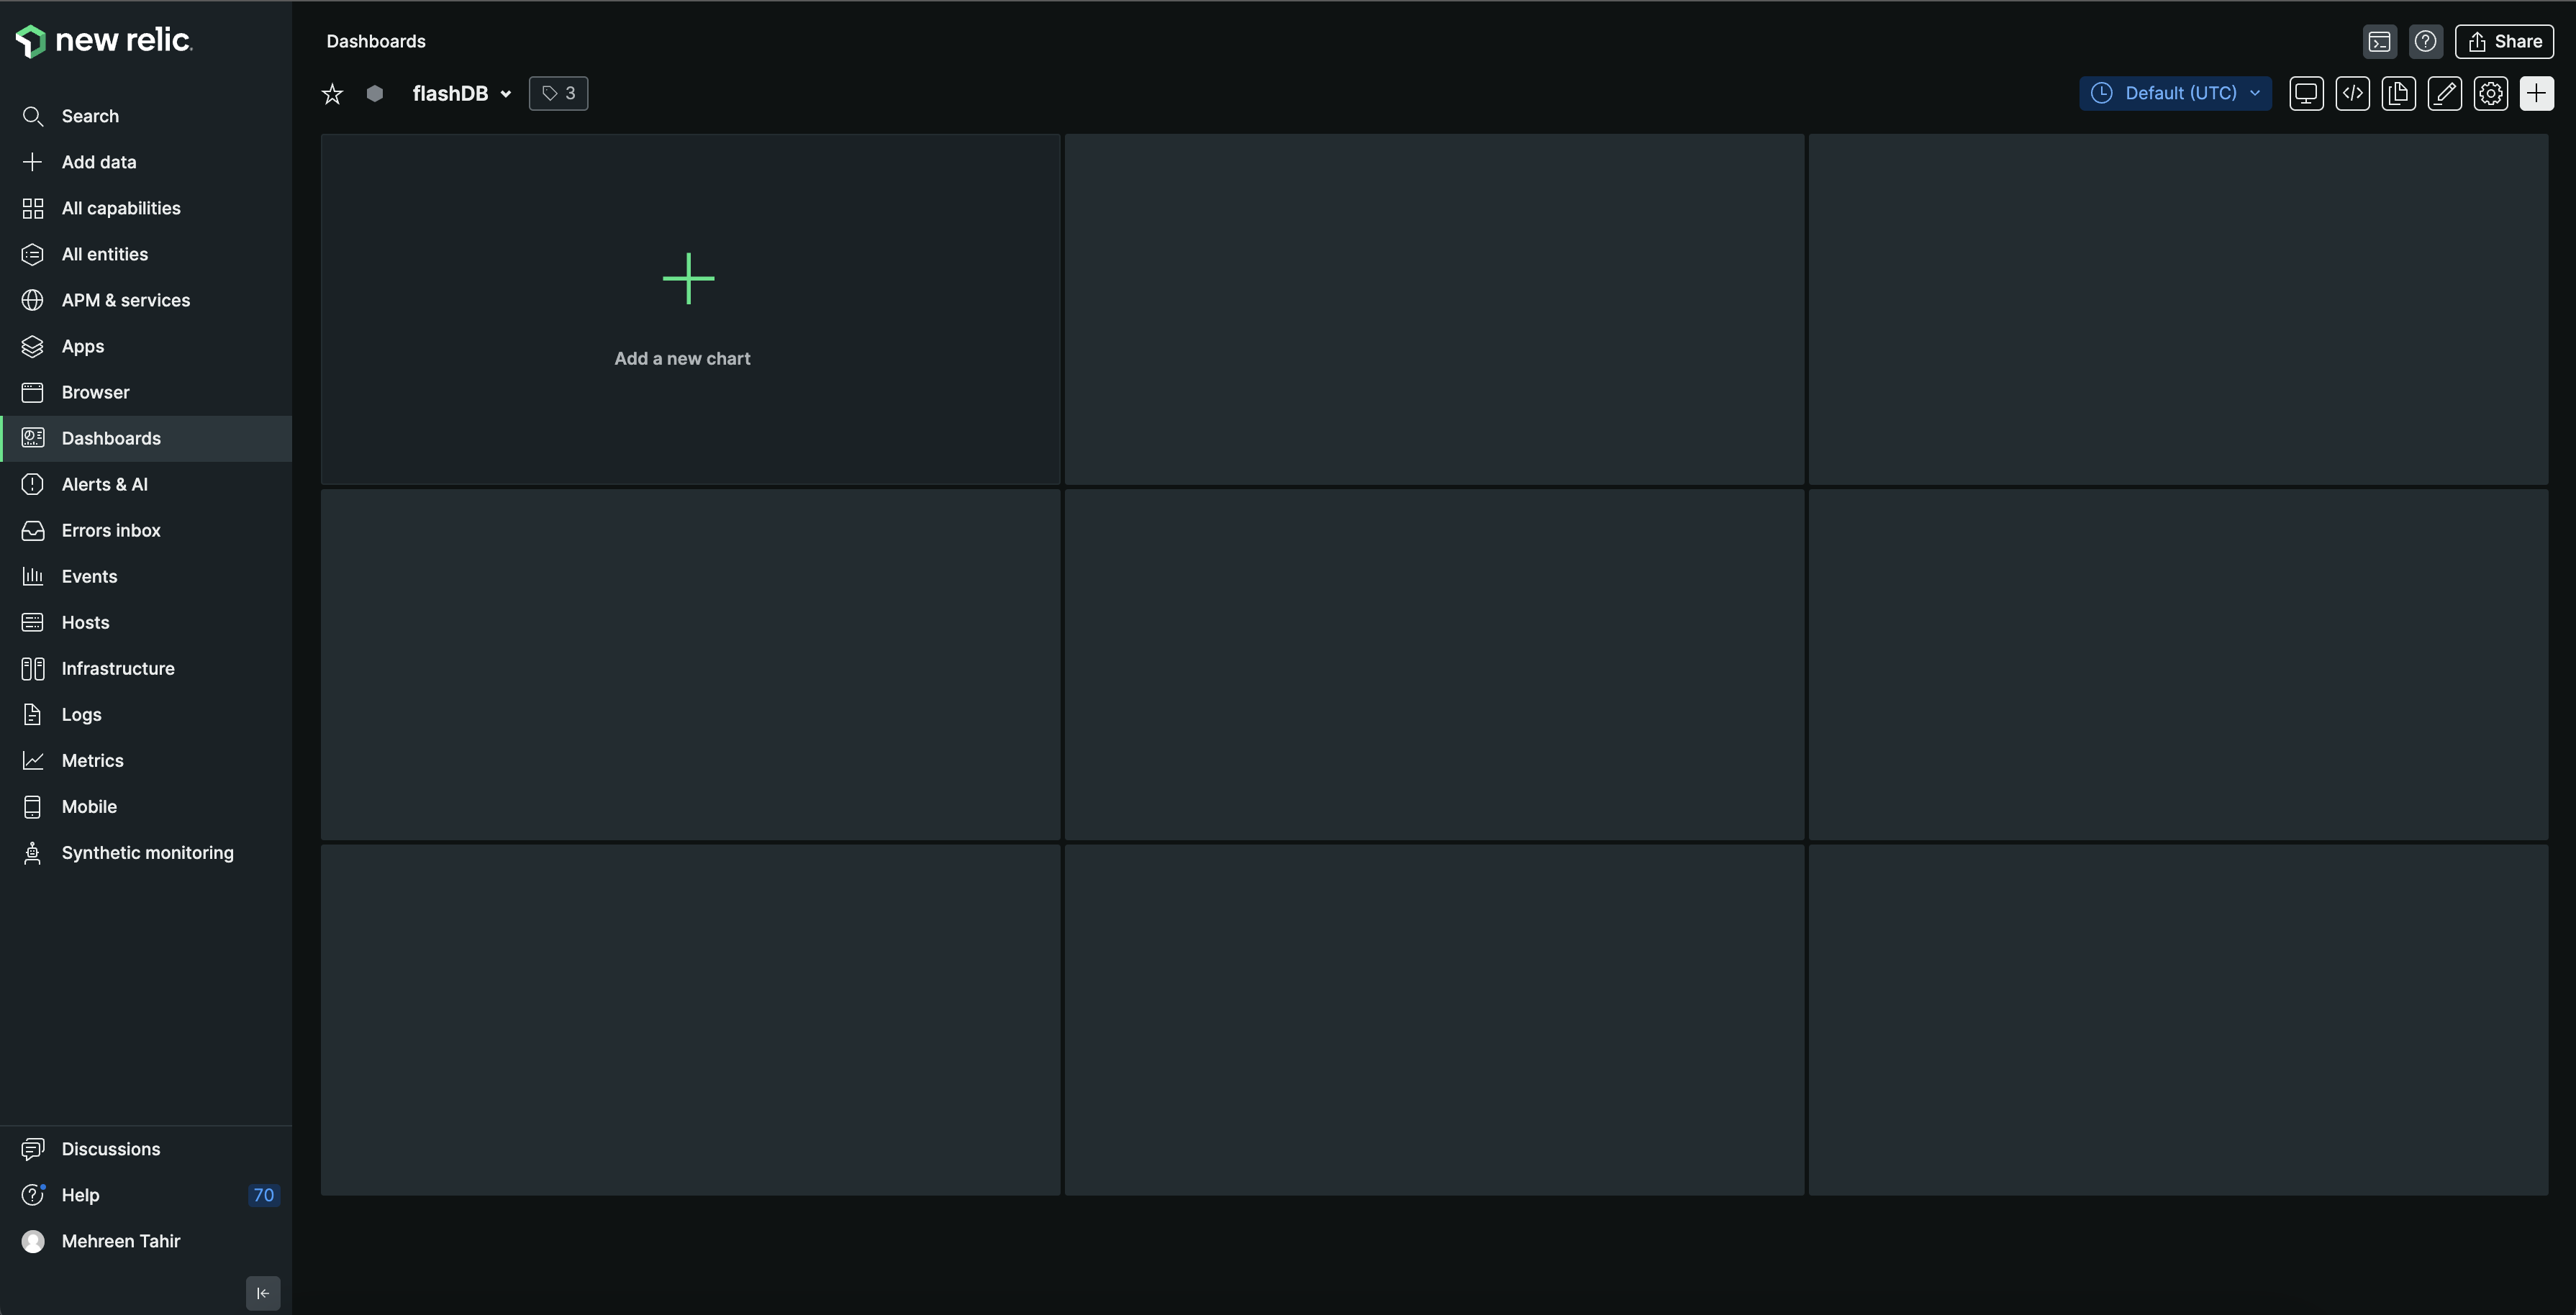 new relic.
Search
Add data
All capabilities
All entities
APM & services
Apps
Browser
Dashboards
Alerts & AI
Errors inbox
Events
Hosts
Infrastructure
Logs
Metrics
Mobile
Synthetic monitoring
Discussions
Help 70
Mehreen Tahir
Dashboards
Share
flashDB 3
Default (UTC)
Add a new chart